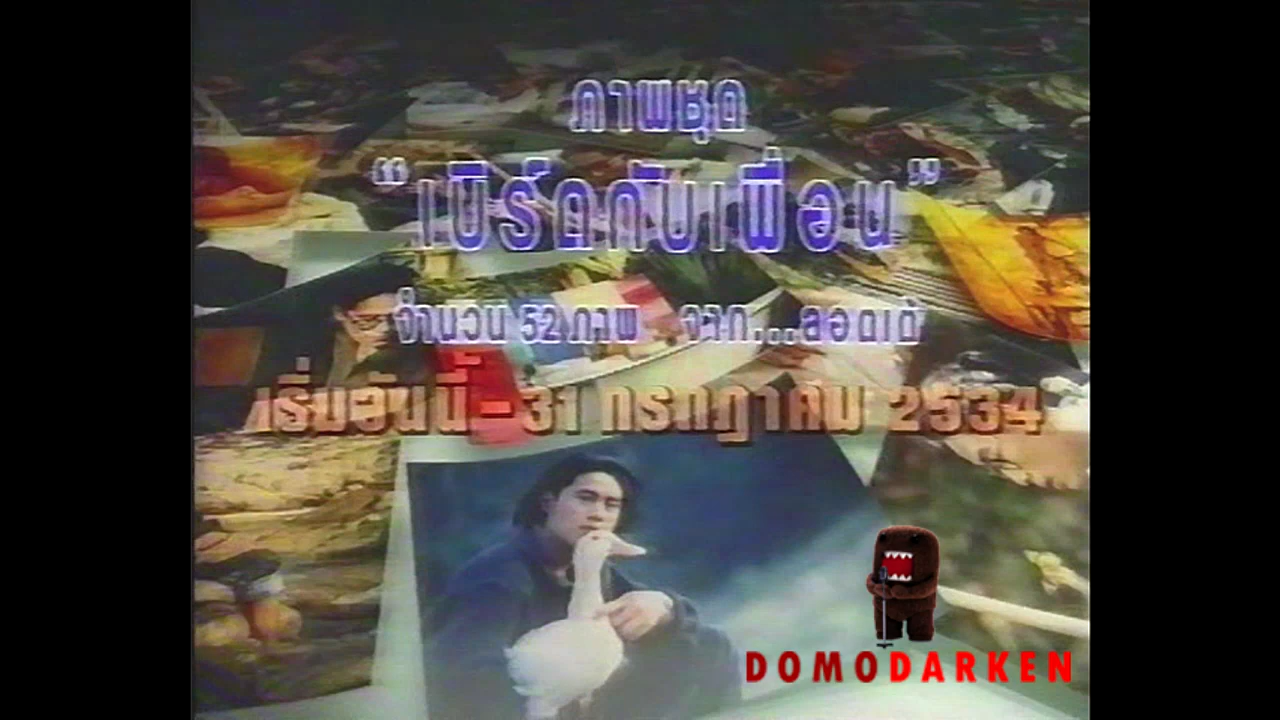 ภาพชุด
“เบิร์ดกับเพื่อน”
จำนวน 52 ภาพ จาก...ลอตเต้
เริ่มวันนี้ - 31 กรกฎาคม 2534
DOMODARKEN